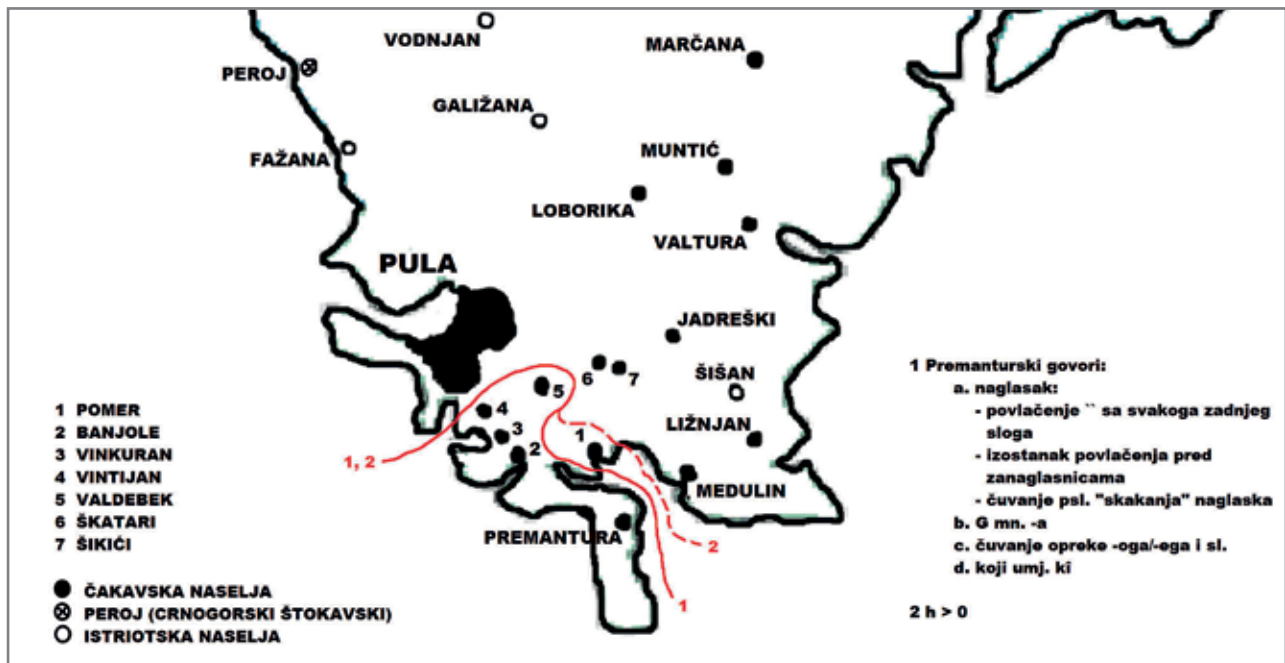 VODNJAN
MARČANA
PEROJ
GALIŽANA
FAŽANA
MUNTIĆ
LOBORIKA
VALTURA
PULA
JADREŠKI
6
7
ŠIŠAN
5
4
LIŽNJAN
3
1
2
1, 2
MEDULIN
PREMANTURA
2
1
1 POMER
2 BANJOLE
3 VINKURAN
4 VINTIJAN
5 VALDEBEK
6 ŠKATARI
7 ŠIKIĆI
ČAKAVSKA NASELJA
PEROJ (CRNOGORSKI ŠTOKAVSKI)
ISTRIOTSKA NASELJA
1 Premanturski govori:
a. naglasak:
- povlačenje `` sa svakoga zadnjeg
sloga
- izostanak povlačenja pred
zanaglasnicama
- čuvanje psl. "skakanja" naglaska
b. G mn. -a
c. čuvanje opreke -oga/-ega i sl.
d. koji umj. kî
2 h > 0